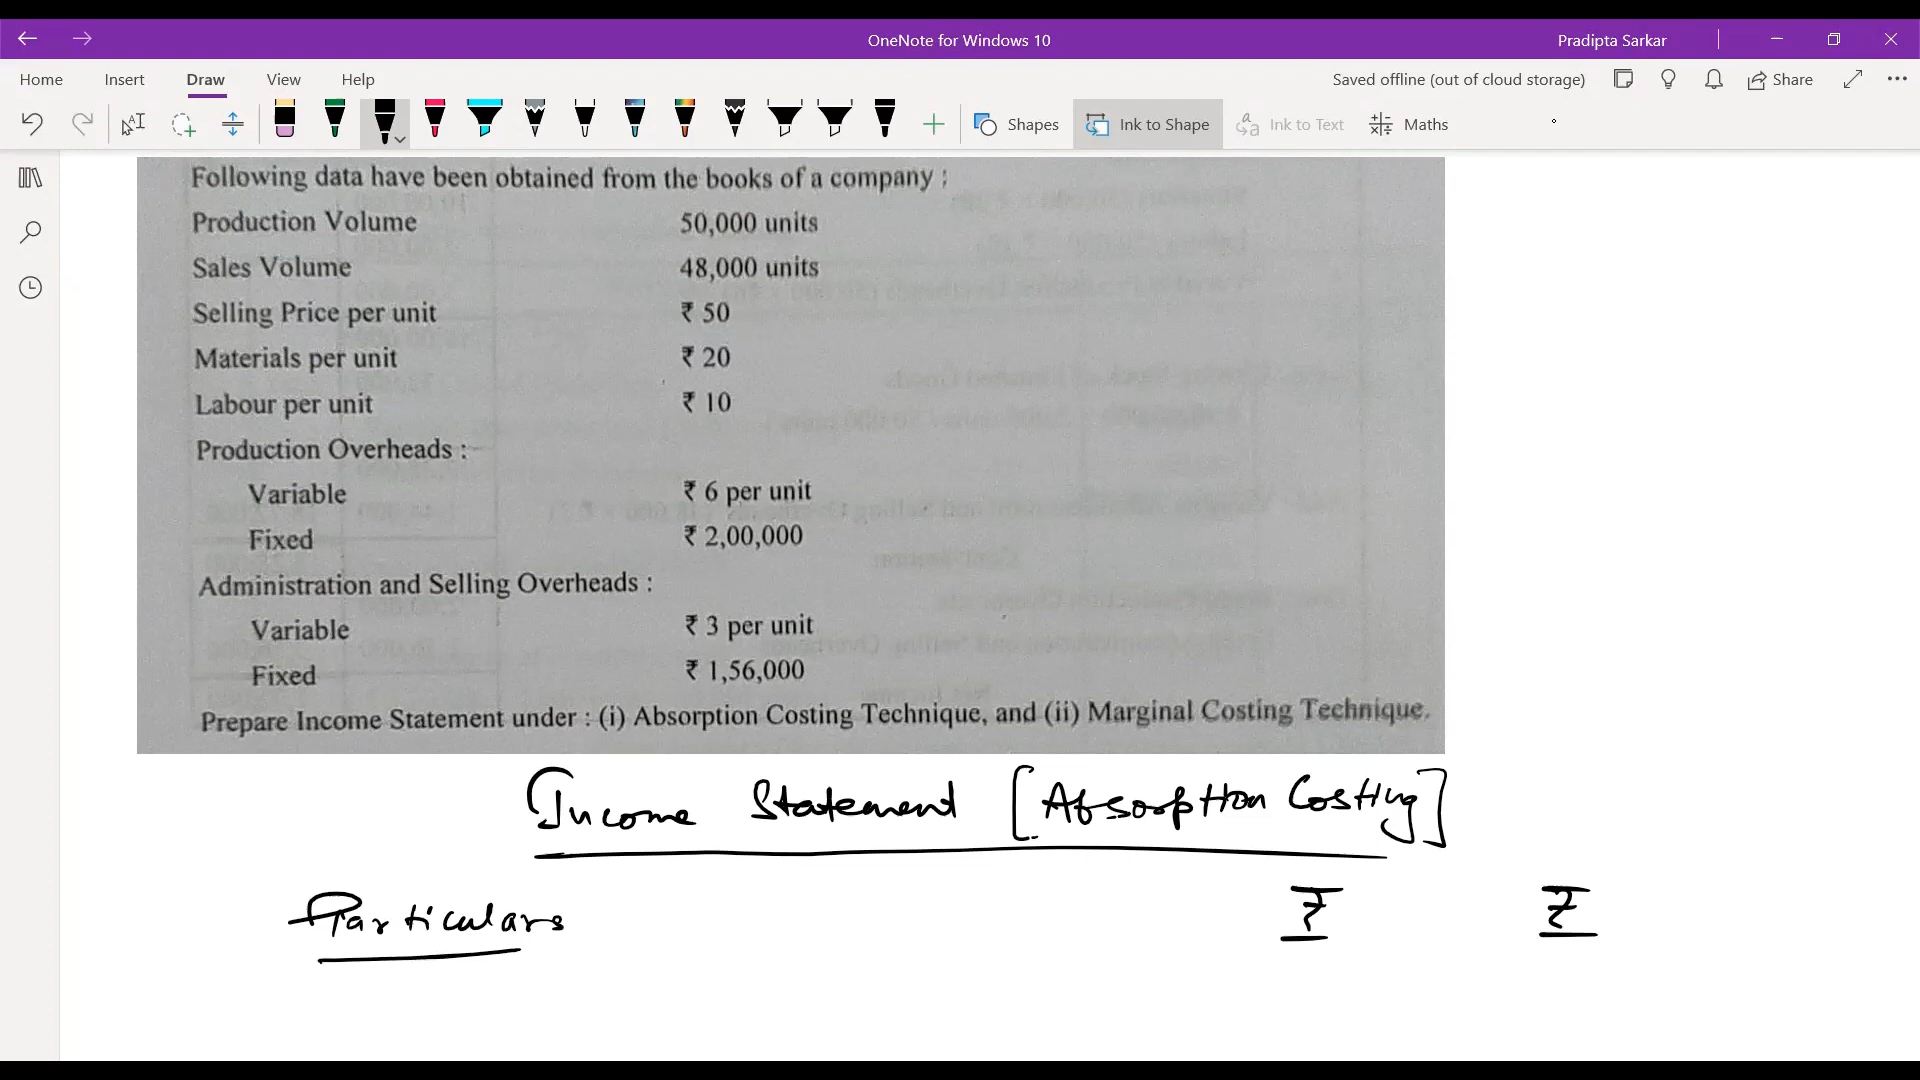 OneNote for Windows 10
Pradipta Sarkar
Home Insert Draw View Help
Saved offline (out of cloud storage)
Share
Shapes
Ink to Shape
Ink to Text
Maths
Following data have been obtained from the books of a company :
Production Volume 50,000 units
Sales Volume 48,000 units
Selling Price per unit ₹ 50
Materials per unit ₹ 20
Labour per unit ₹ 10
Production Overheads :
Variable ₹ 6 per unit
Fixed ₹ 2,00,000
Administration and Selling Overheads :
Variable ₹ 3 per unit
Fixed ₹ 1,56,000
Prepare Income Statement under : (i) Absorption Costing Technique, and (ii) Marginal Costing Technique.
Income Statement [Absorption Costing]
Particulars ₹ ₹